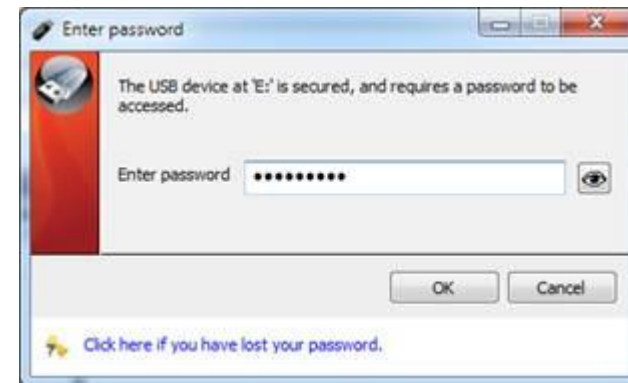 Enter password
The USB device at 'E:' is secured, and requires a password to be
accessed.
Enter password •••••••••
OK Cancel
Click here if you have lost your password.